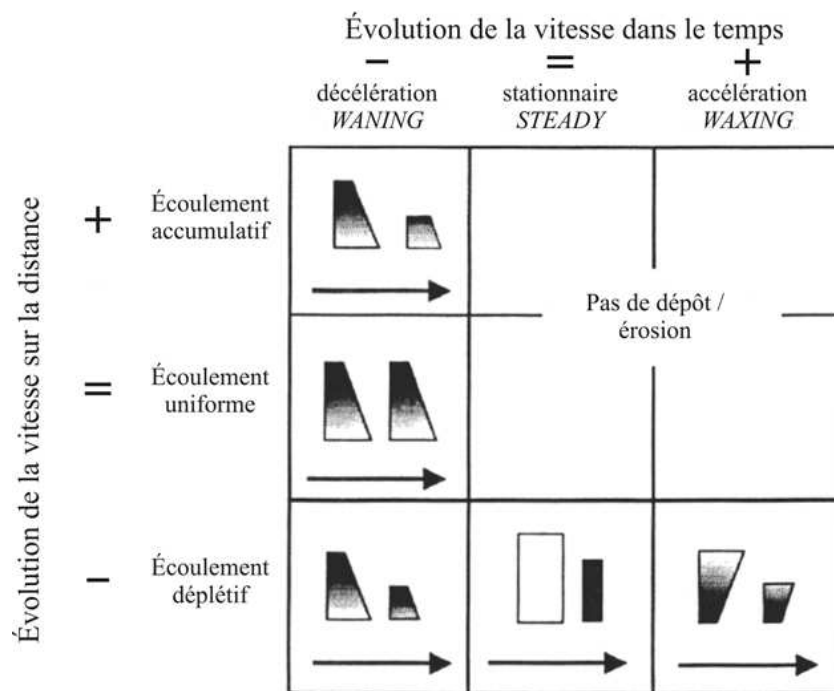 Évolution de la vitesse dans le temps
− = +
décélération stationnaire accélération
WANING STEADY WAXING
Évolution de la vitesse sur la distance
+ Écoulement
accumulatif
Pas de dépôt /
érosion
= Écoulement
uniforme
− Écoulement
déplétif